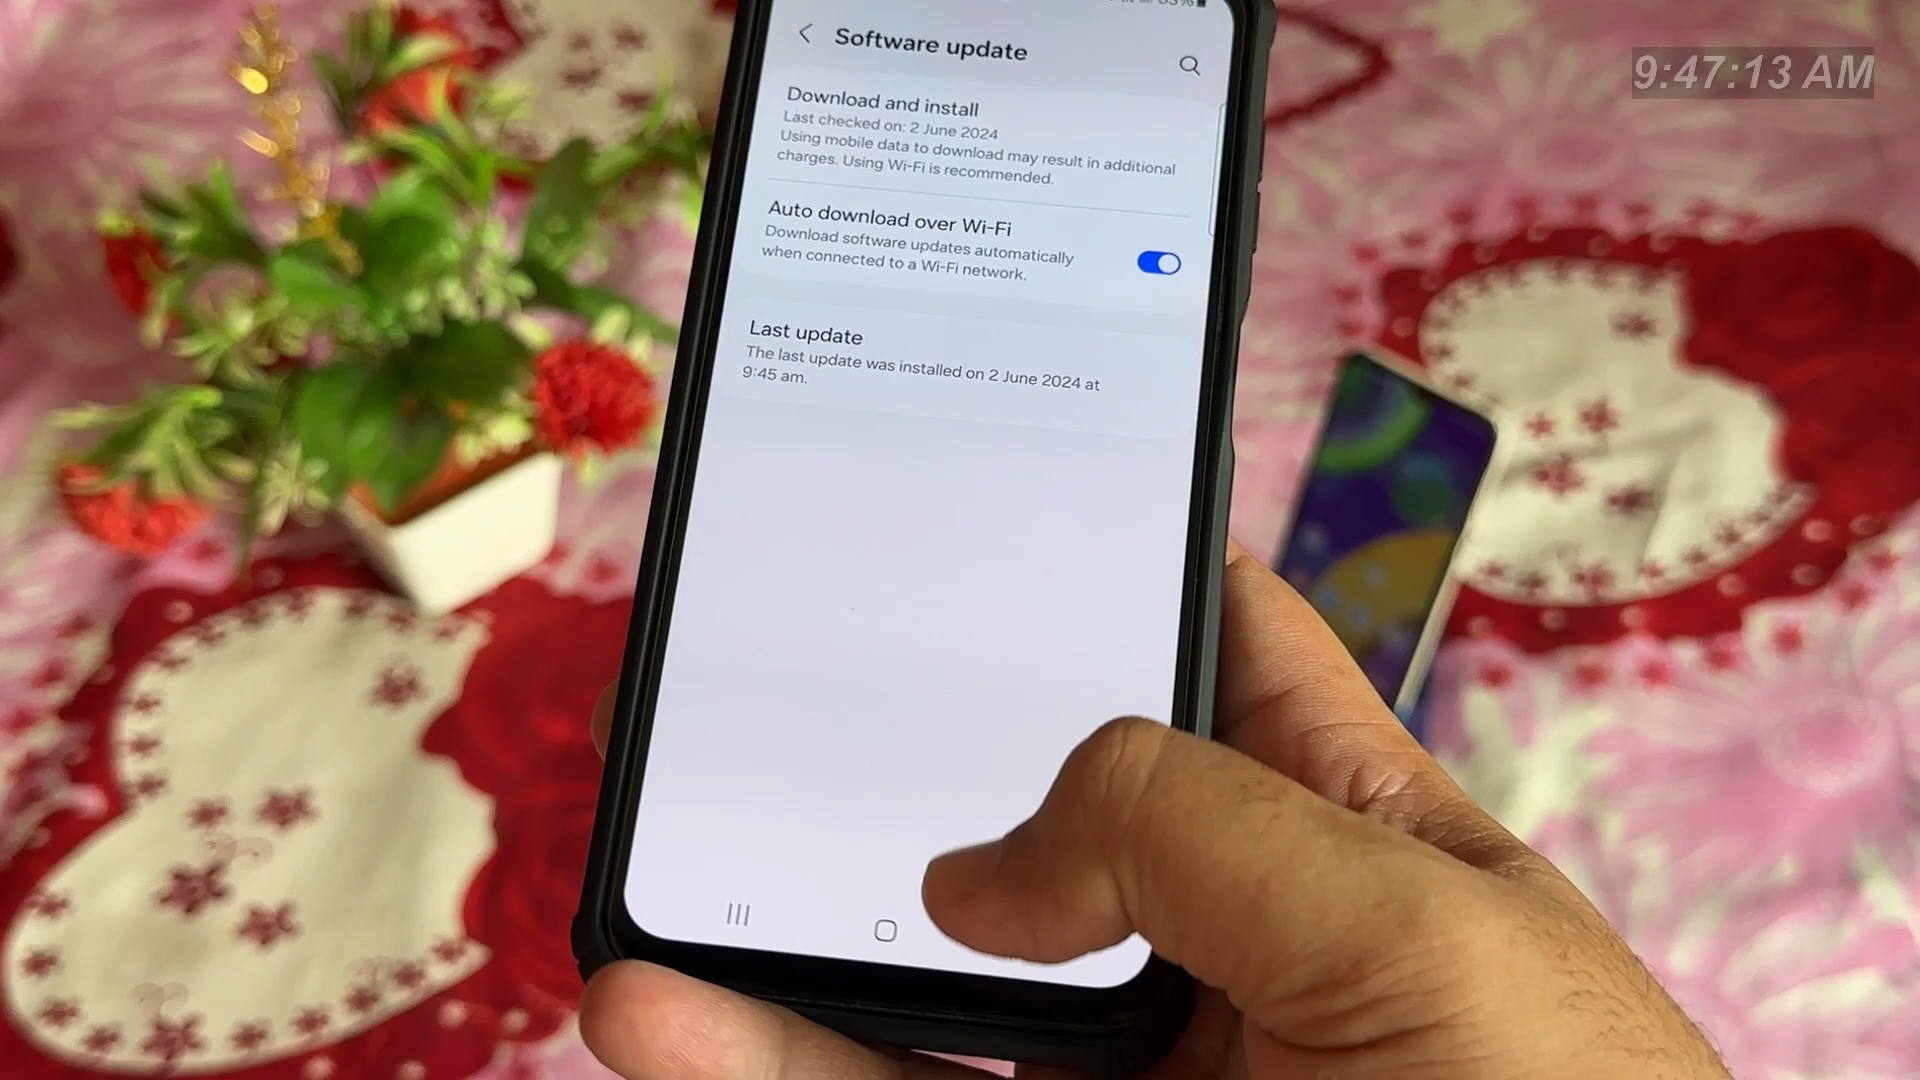 9:47:13 AM
Software update
Download and install
Last checked on: 2 June 2024
Using mobile data to download may result in additional
charges. Using Wi-Fi is recommended.
Auto download over Wi-Fi
Download software updates automatically
when connected to a Wi-Fi network.
Last update
The last update was installed on 2 June 2024 at
9:45 am.